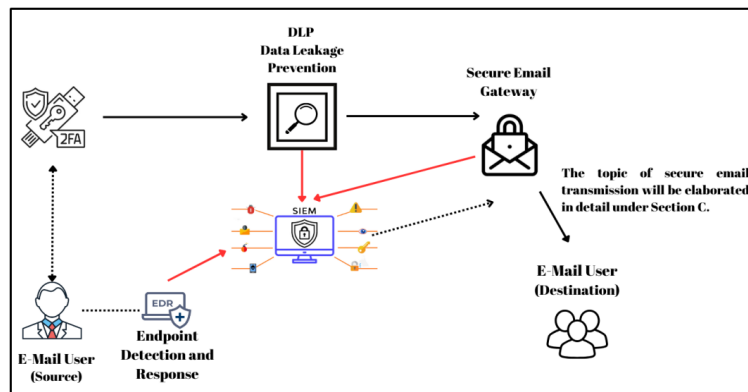 DLP
Data Leakage
Prevention
Secure Email
Gateway
2FA
The topic of secure email
transmission will be elaborated
in detail under Section C.
SIEM
E-Mail User
(Destination)
EDR
Endpoint
Detection and
Response
E-Mail User
(Source)